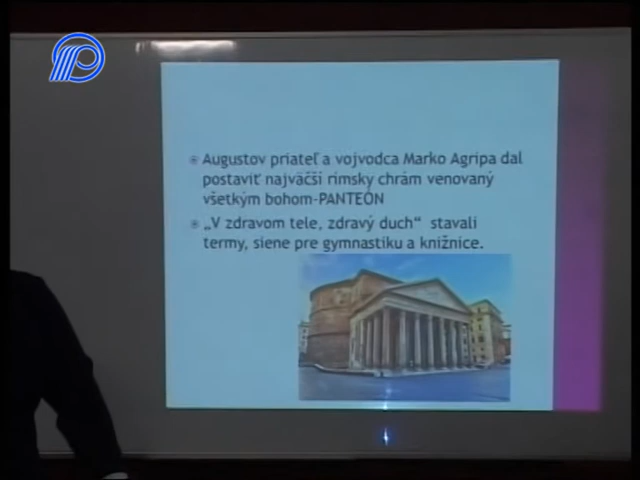 Augustov priateľ a vojvodca Marko Agripa dal
postaviť najväčší rímsky chrám venovaný
všetkým bohom-PANTEÓN
„V zdravom tele, zdravý duch“ stavali
termy, siene pre gymnastiku a knižnice.